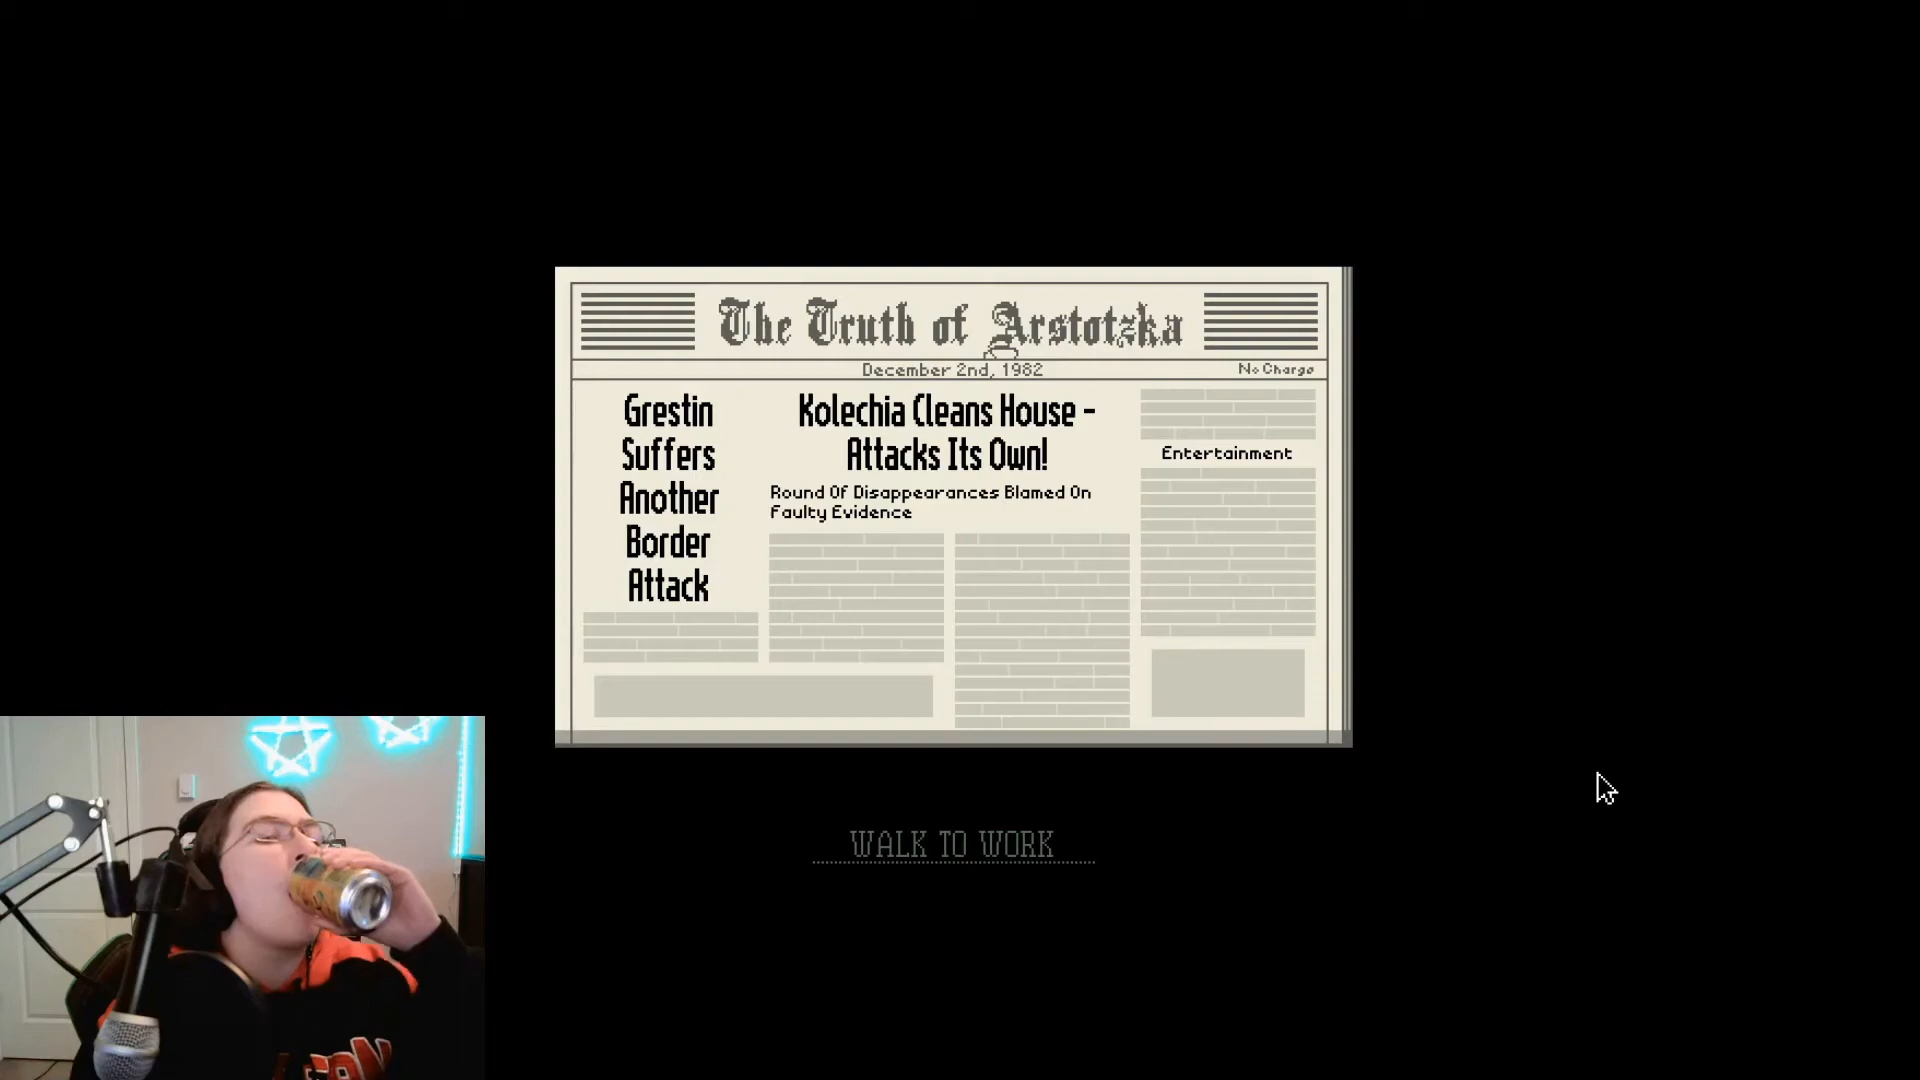 The Truth of Arstotzka
December 2nd, 1982
No Charge
Grestin
Suffers
Another
Border
Attack
Kolechia Cleans House -
Attacks Its Own!
Round Of Disappearances Blamed On
Faulty Evidence
Entertainment
WALK TO WORK